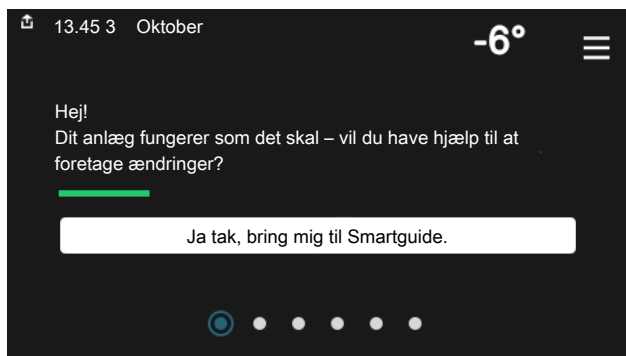 13.45 3 Oktober
-6°
Hej!
Dit anlæg fungerer som det skal – vil du have hjælp til at
foretage ændringer?
Ja tak, bring mig til Smartguide.